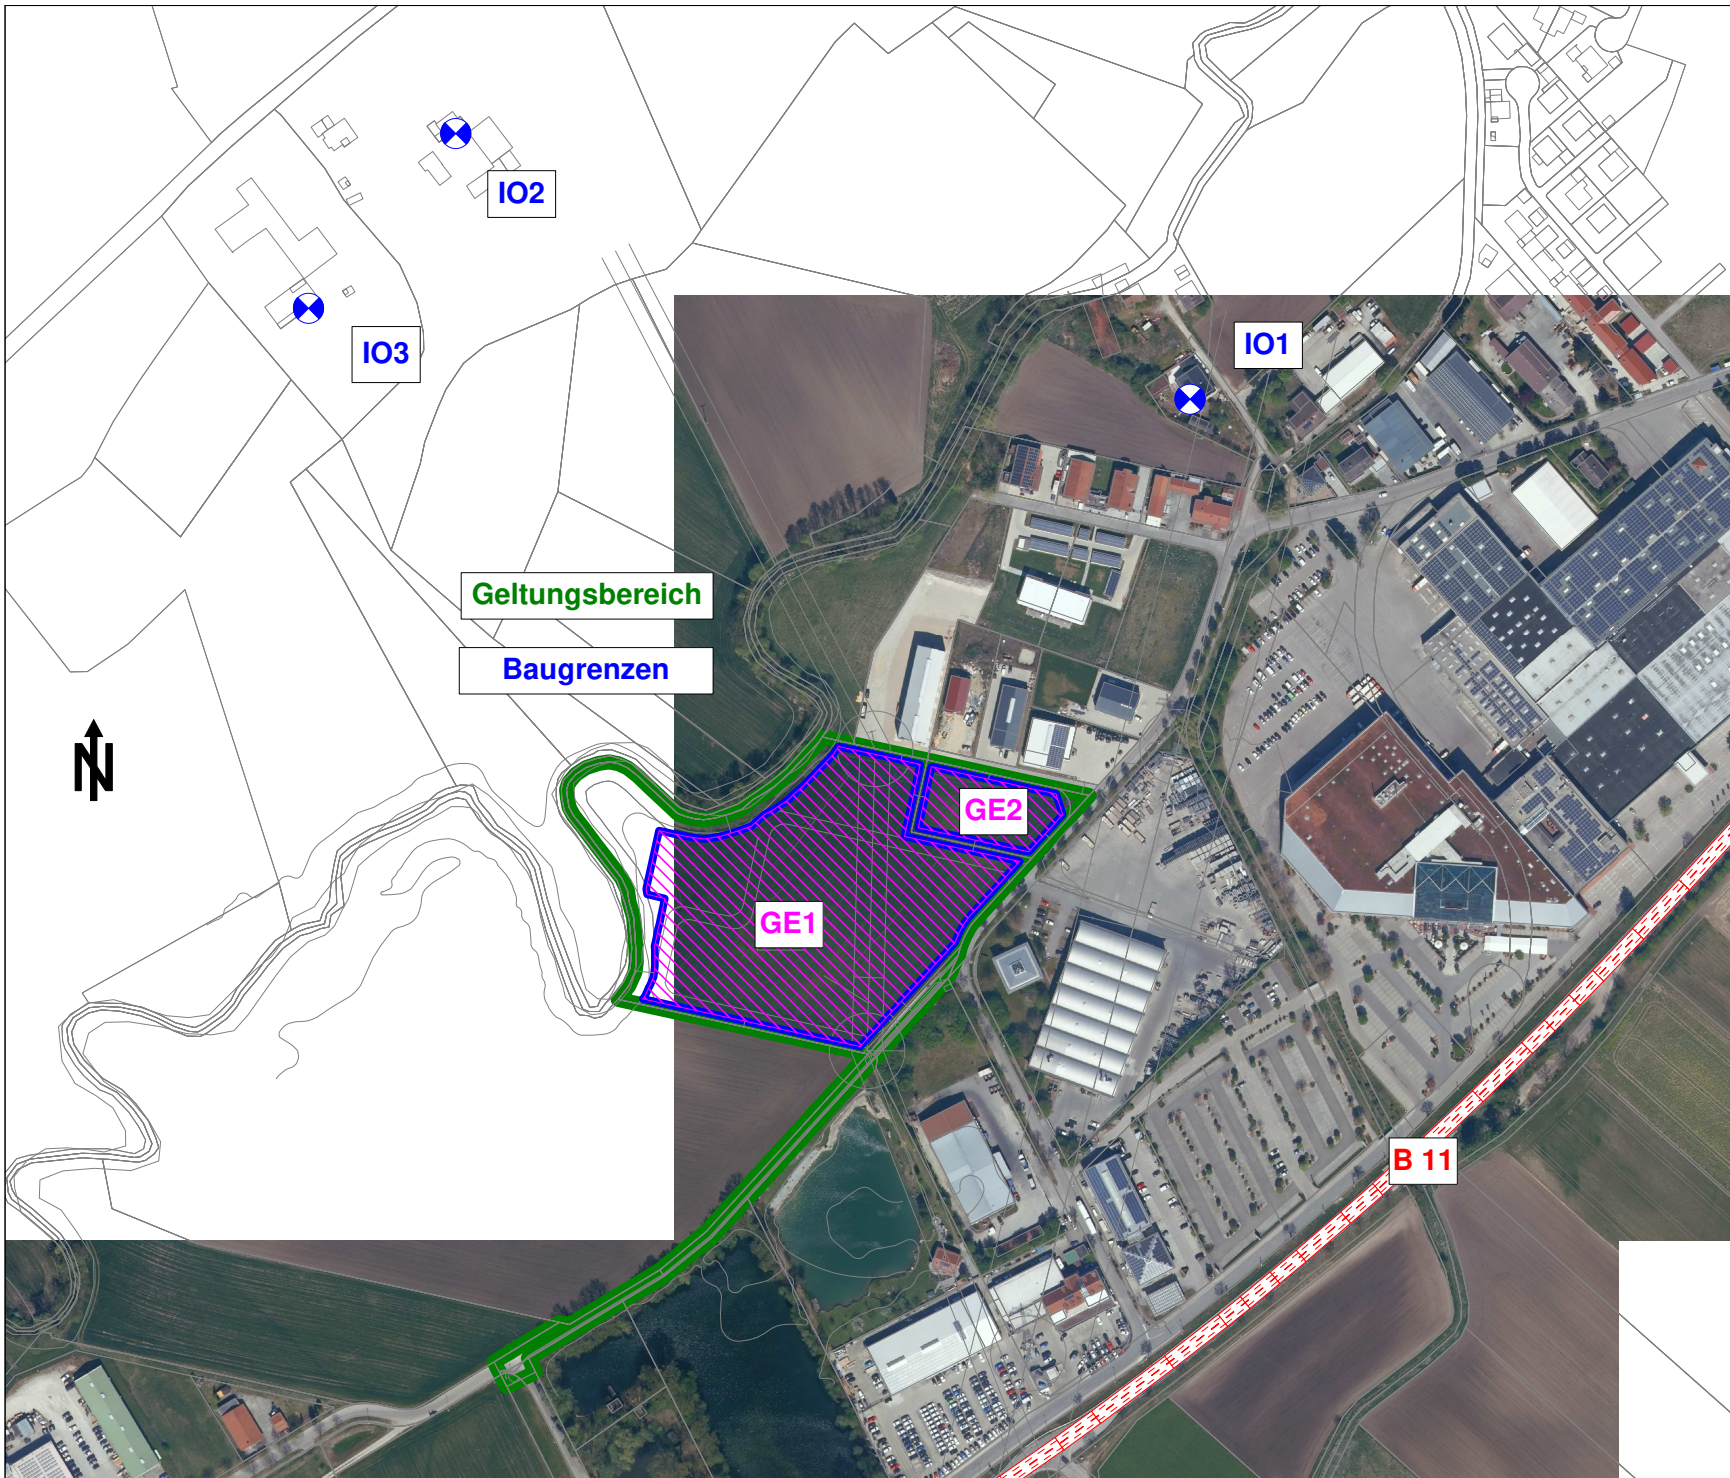 IO2
IO3
IO1
Geltungsbereich
Baugrenzen
N
GE2
GE1
B 11